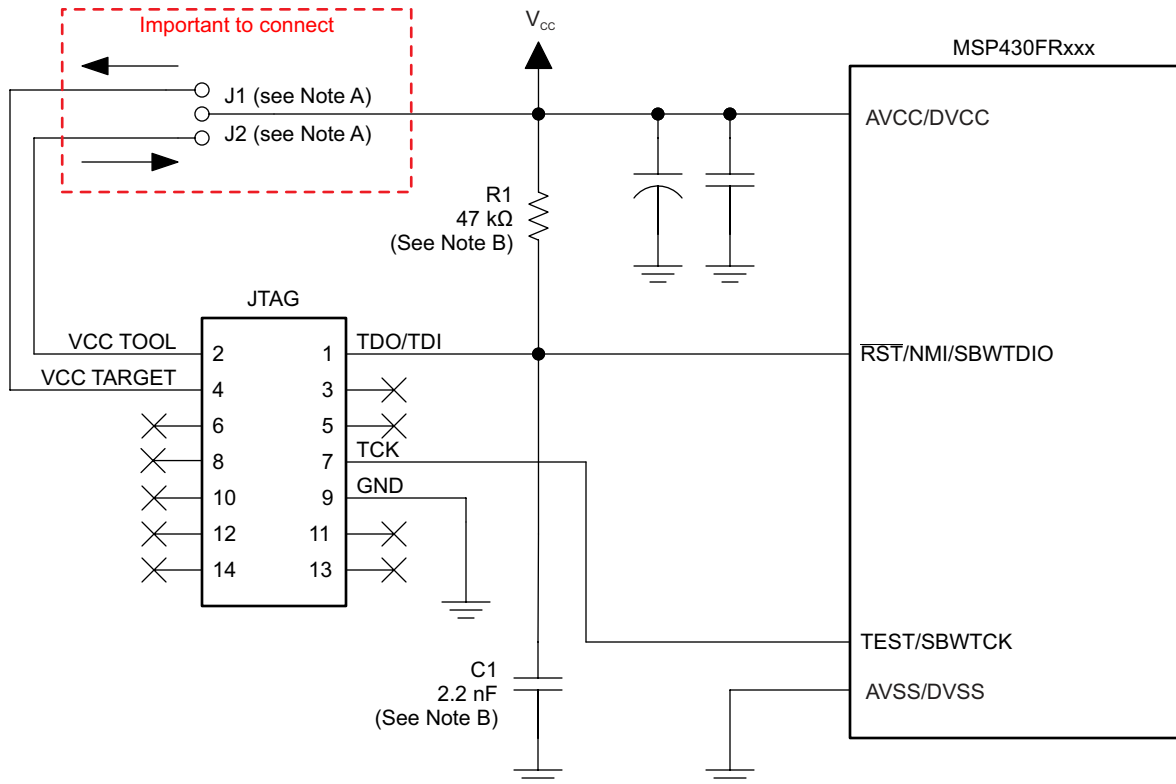 Important to connect
VCC
MSP430FRxxx
J1 (see Note A)
J2 (see Note A)
AVCC/DVCC
R1
47 kΩ
(See Note B)
JTAG
VCC TOOL
2
1
TDO/TDI
RST/NMI/SBWTDIO
VCC TARGET
4
3
6
5
8
7
TCK
10
9
GND
12
11
14
13
TEST/SBWTCK
C1
2.2 nF
(See Note B)
AVSS/DVSS